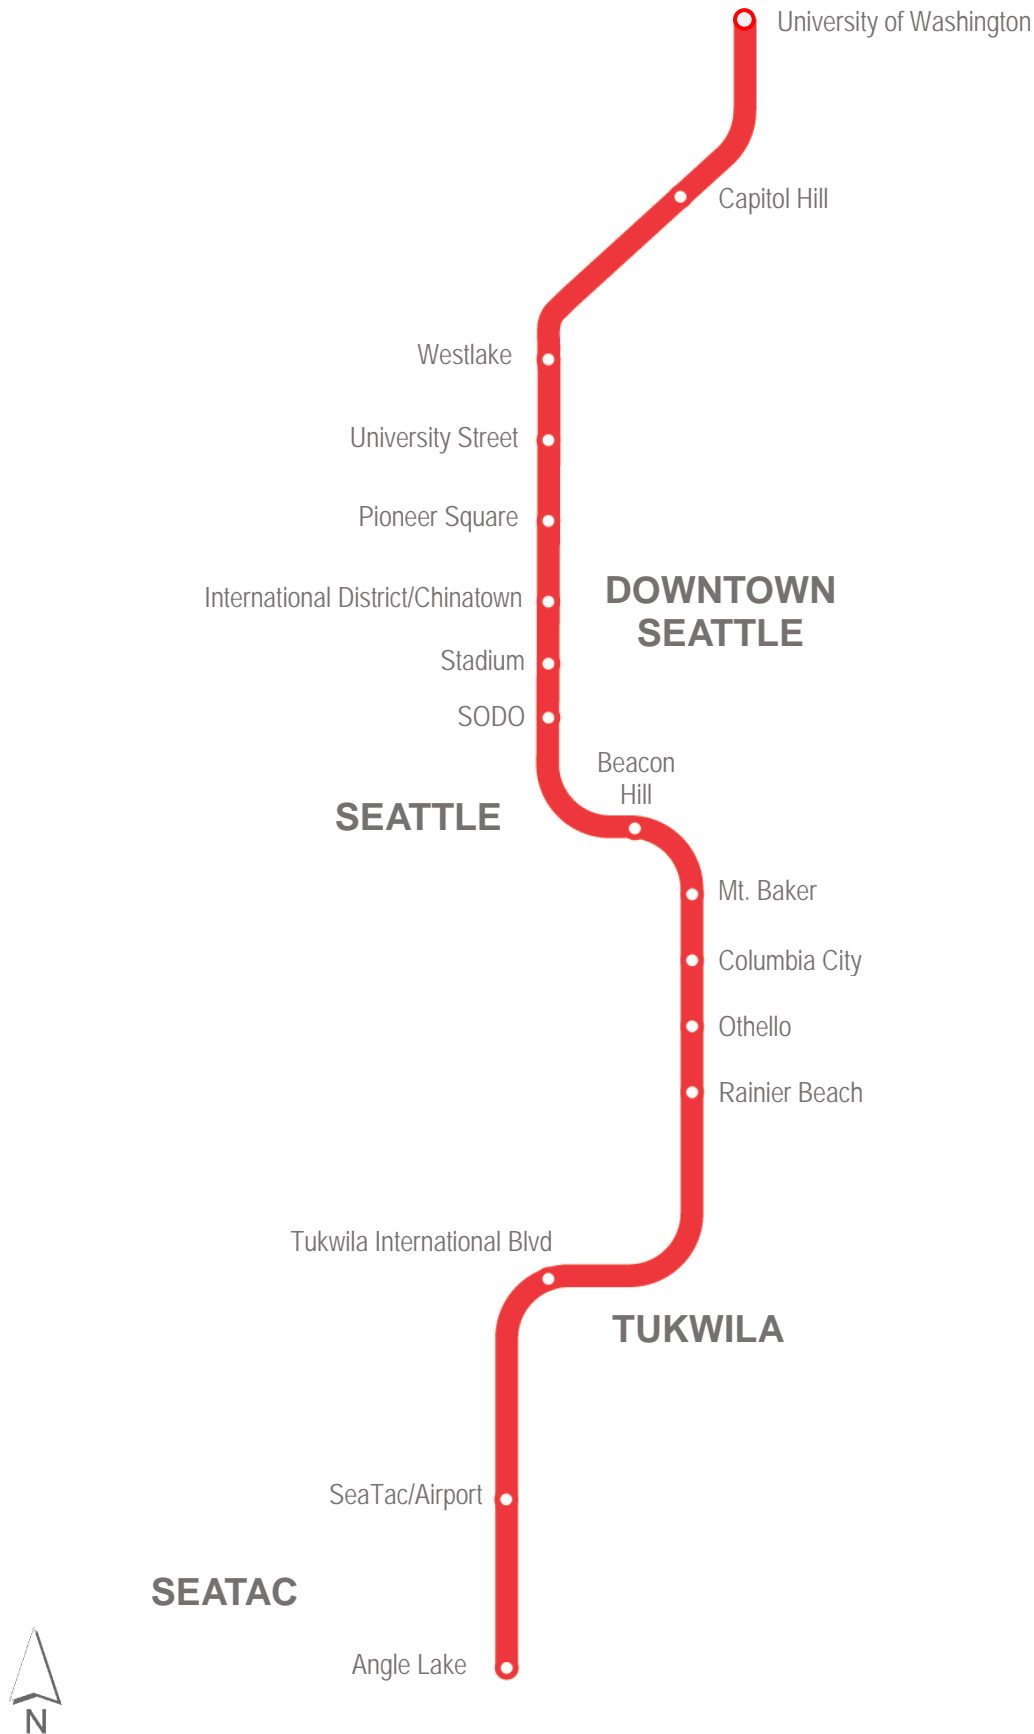 University of Washington
Capitol Hill
Westlake
University Street
Pioneer Square
International District/Chinatown
DOWNTOWN
SEATTLE
Stadium
SODO
Beacon
Hill
SEATTLE
Mt. Baker
Columbia City
Othello
Rainier Beach
Tukwila International Blvd
TUKWILA
SeaTac/Airport
SEATAC
Angle Lake
N